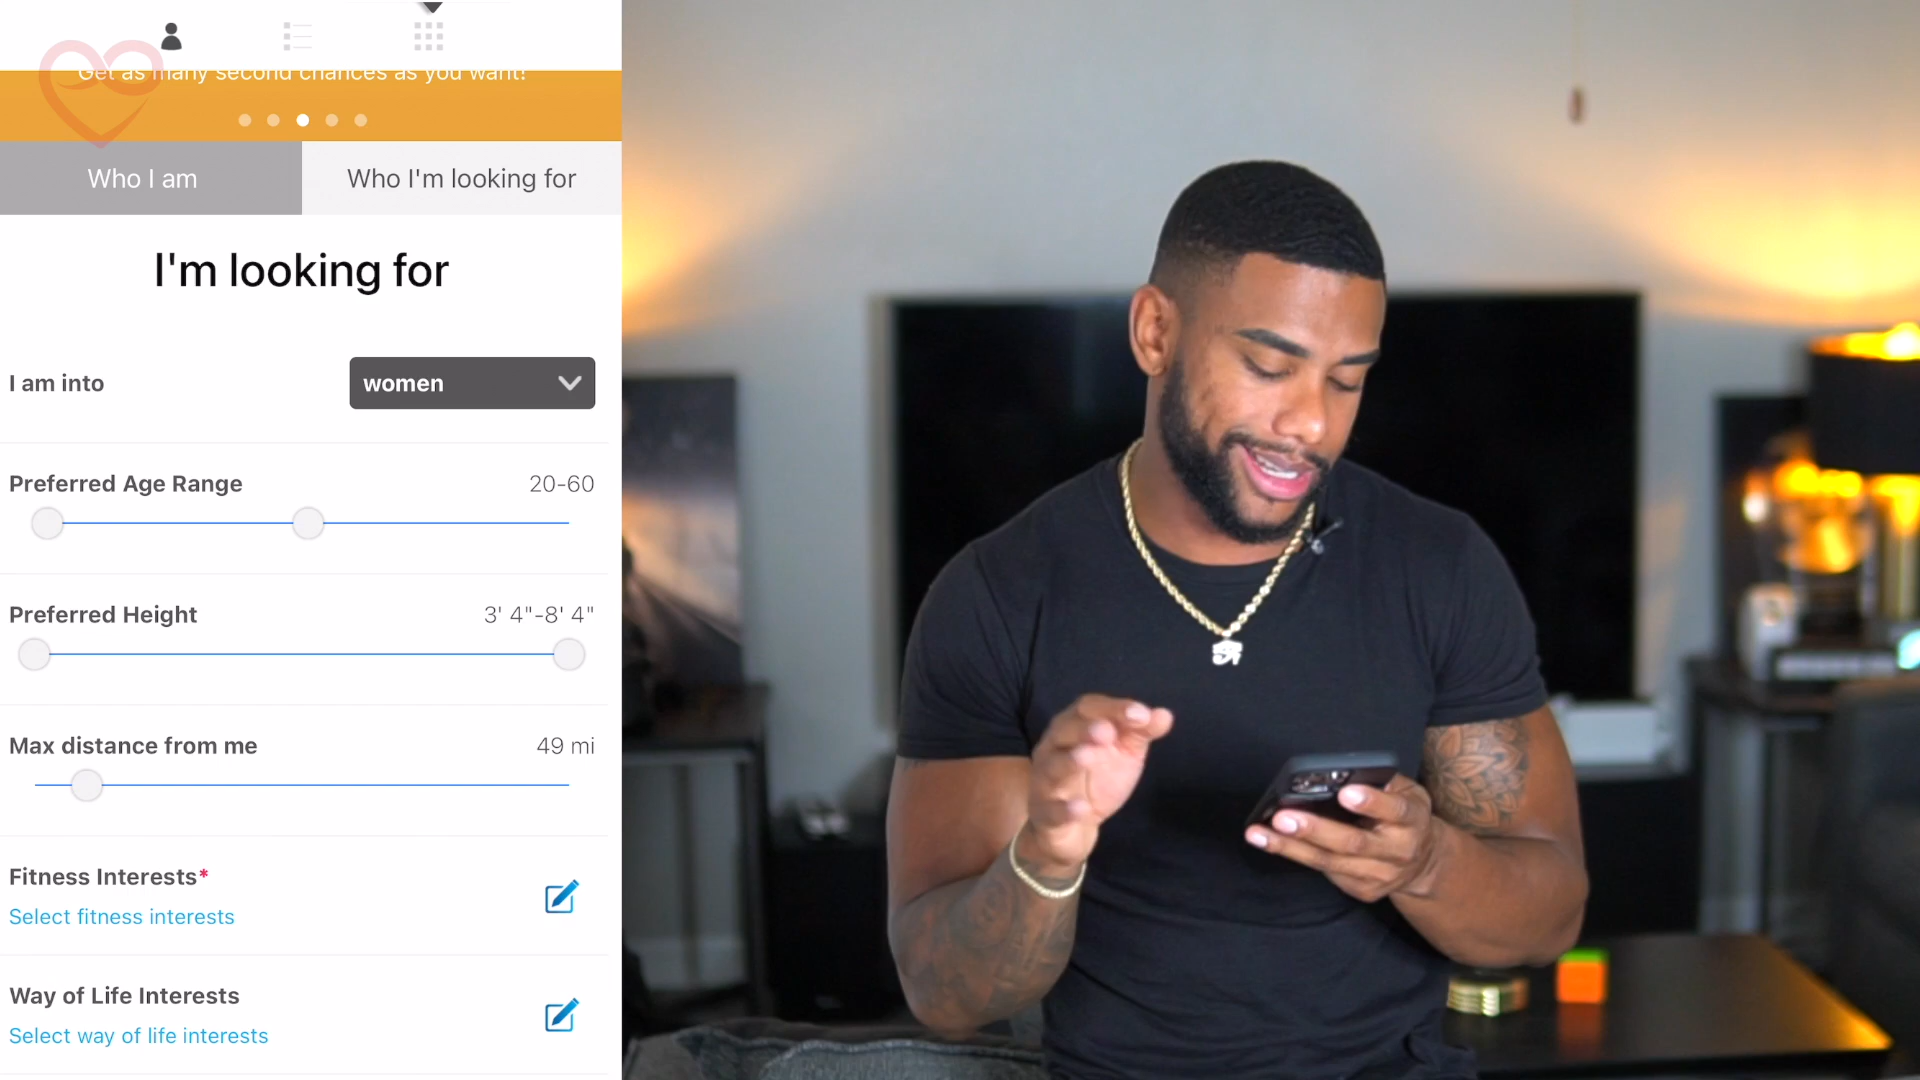 Get as many second chances as you want!
Who I am
Who I'm looking for
I'm looking for
I am into
women
Preferred Age Range
20-60
Preferred Height
3' 4"-8' 4"
Max distance from me
49 mi
Fitness Interests*
Select fitness interests
Way of Life Interests
Select way of life interests